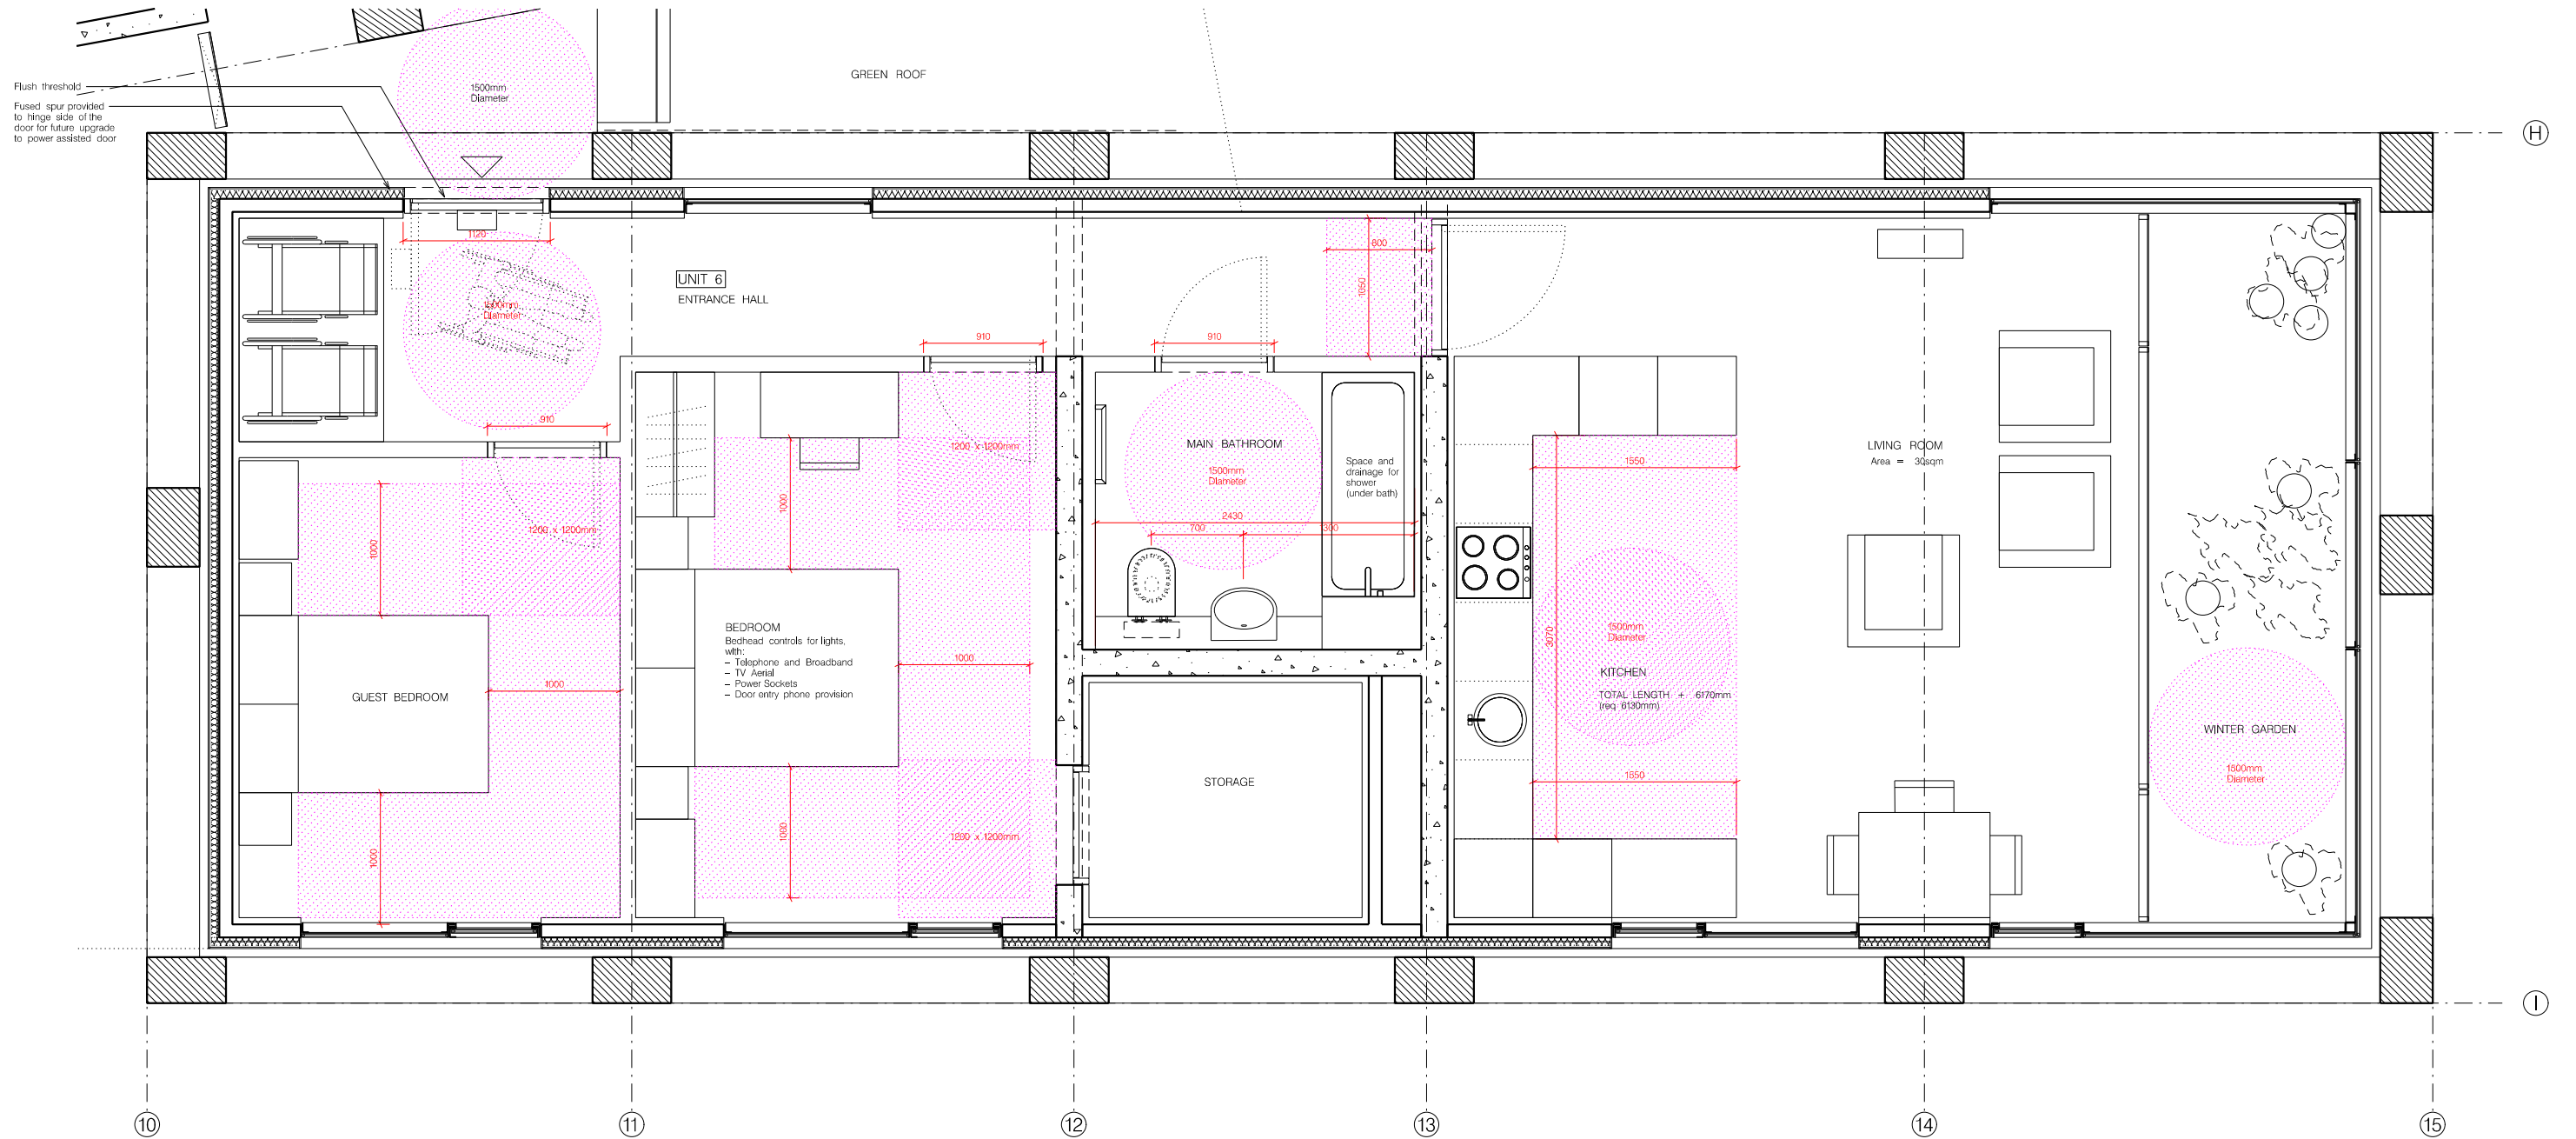 GREEN ROOF
1500mm
Diameter
Flush threshold
Fused spur provided
to hinge side of the
door for future upgrade
to power assisted door
H
1120
1500mm
Diameter
UNIT 6
ENTRANCE HALL
800
1050
910
910
910
1200 x 1200mm
1200 x 1200mm
1000
1000
MAIN BATHROOM
1500mm
Diameter
Space and
drainage for
shower
(under bath)
2430
700
1300
1550
LIVING ROOM
Area = 30sqm
BEDROOM
Bedhead controls for lights,
with:
- Telephone and Broadband
- TV Aerial
- Power Sockets
- Door entry phone provision
1000
GUEST BEDROOM
1000
1500mm
Diameter
3070
KITCHEN
TOTAL LENGTH + 6170mm
(req 6130mm)
WINTER GARDEN
1500mm
Diameter
STORAGE
1850
1000
1000
1200 x 1200mm
I
10
11
12
13
14
15